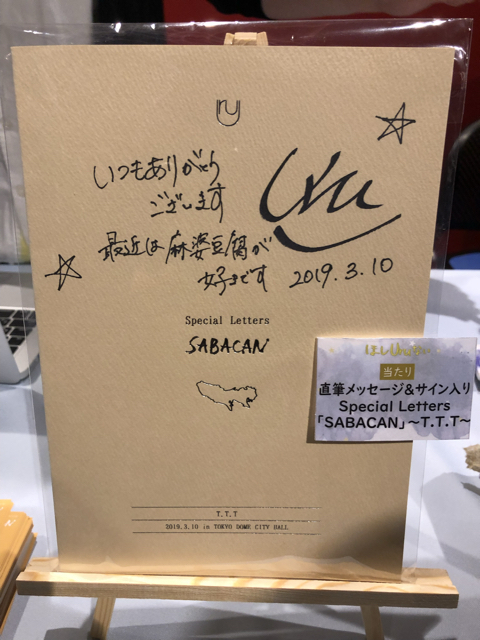 いつもありがとう
ございます
最近は麻婆豆腐が
好きです 2019.3.10
Special Letters
SABACAN
当たり
直筆メッセージ&サイン入り
Special Letters
「SABACAN」~T.T.T~
T.T.T
2019.3.10 in TOKYO DOME CITY HALL